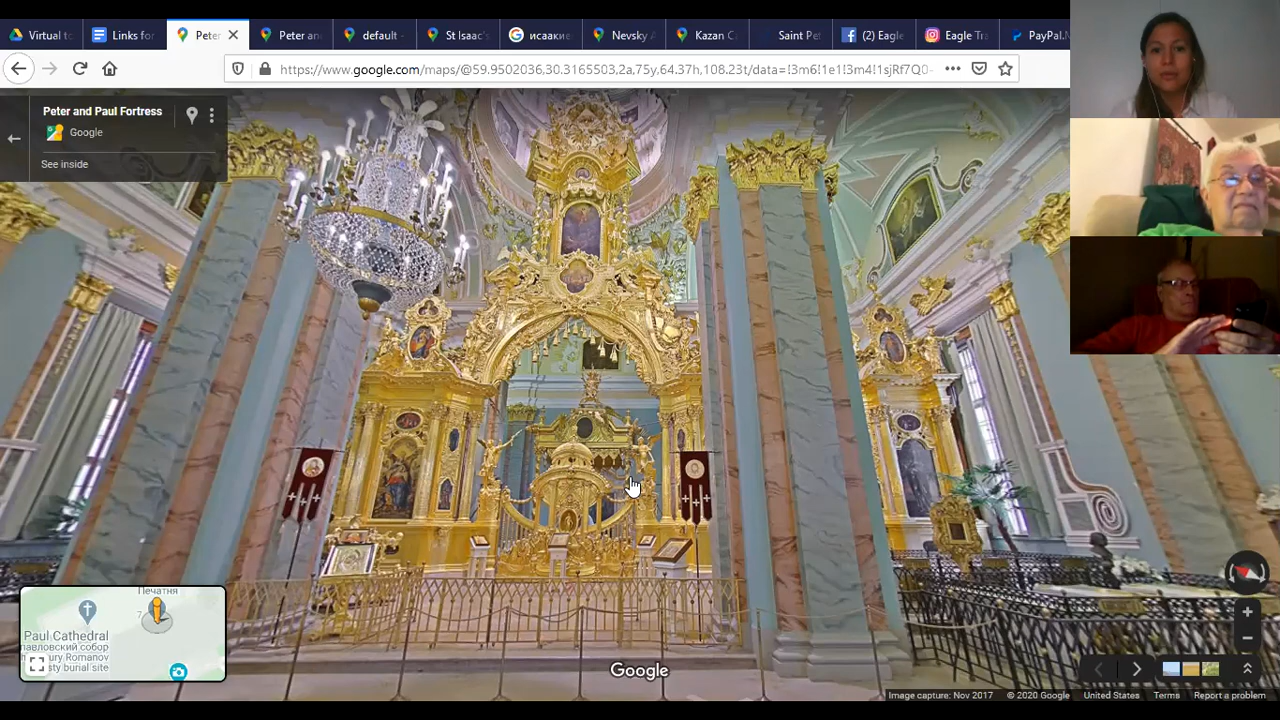 Virtual to
Links for
Peter
Peter an
default -
St Isaac's
исаакие
Nevsky A
Kazan C
Saint Pet
(2) Eagle
Eagle Tra
PayPal.M
https://www.google.com/maps/@59.9502036,30.3165503,2a,75y,64.37h,108.23t/data=!3m6!1e1!3m4!1sjRf7Q0-
Peter and Paul Fortress
Google
See inside
Печатня
Paul Cathedral
павловский собор
ury Romanov
sty burial site
Google
Image capture: Nov 2017 © 2020 Google United States Terms Report a problem